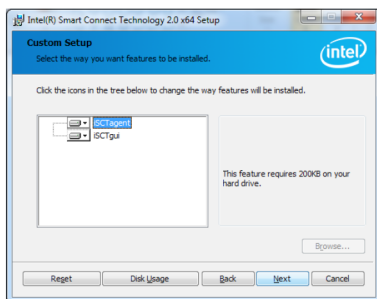 Intel(R) Smart Connect Technology 2.0 x64 Setup
Custom Setup
Select the way you want features to be installed.
intel
Click the icons in the tree below to change the way features will be installed.
iSCTagent
iSCTgui
This feature requires 200KB on your
hard drive.
Browse...
Reset
Disk Usage
Back
Next
Cancel